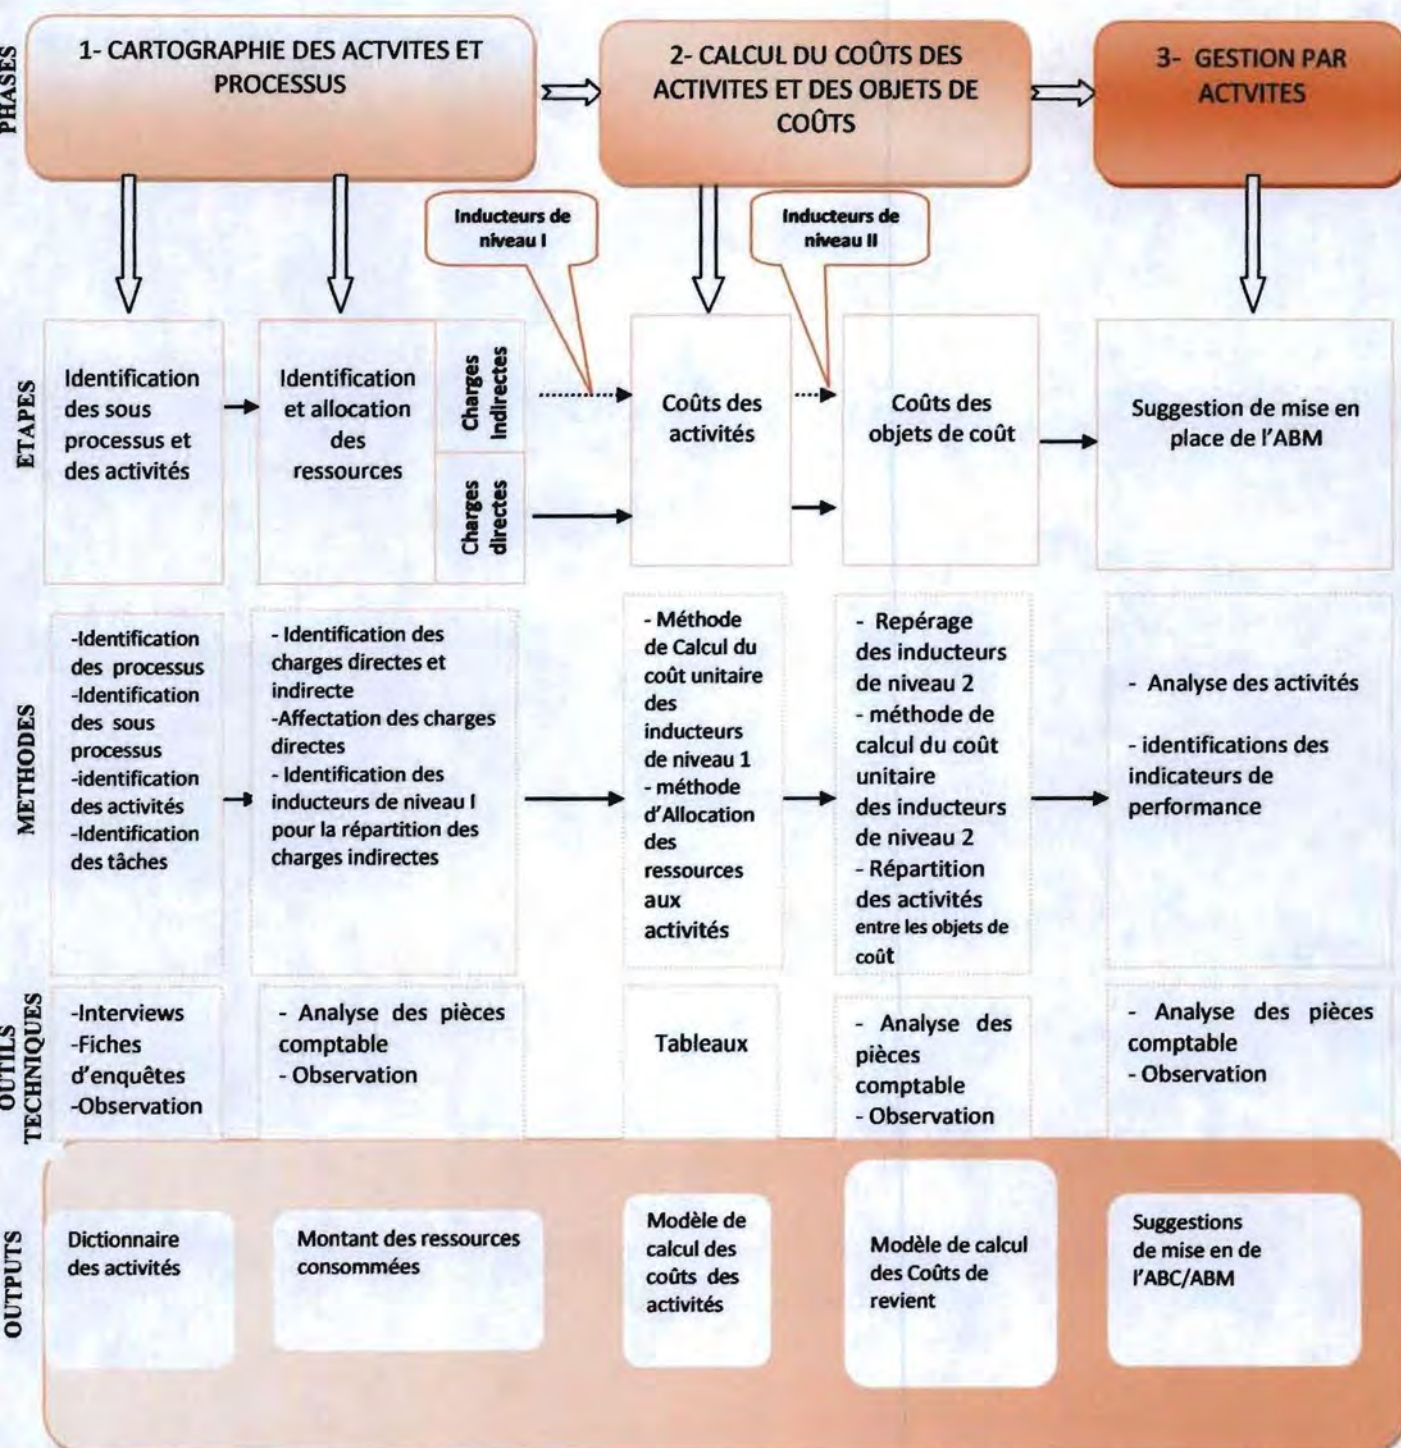 PHASES
1- CARTOGRAPHIE DES ACTVITES ET
PROCESSUS
2- CALCUL DU COÛTS DES
ACTIVITES ET DES OBJETS DE
COÛTS
3- GESTION PAR
ACTVITES
Inducteurs de
niveau I
Inducteurs de
niveau II
ETAPES
Identification
des sous
processus et
des activités
Identification
et allocation
des
ressources
Charges
Indirectes
Charges
directes
Coûts des
activités
Coûts des
objets de coût
Suggestion de mise en
place de l'ABM
METHODES
-Identification
des processus
-Identification
des sous
processus
-identification
des activités
-Identification
des tâches
- Identification des
charges directes et
indirecte
-Affectation des charges
directes
- Identification des
inducteurs de niveau I
pour la répartition des
charges indirectes
- Méthode
de Calcul du
coût unitaire
des
inducteurs
de niveau 1
- méthode
d'Allocation
des
ressources
aux
activités
- Repérage
des inducteurs
de niveau 2
- méthode de
calcul du coût
unitaire
des inducteurs
de niveau 2
- Répartition
des activités
entre les objets de
coût
- Analyse des activités
- identifications des
indicateurs de
performance
OUTILS
TECHNIQUES
-Interviews
-Fiches
d'enquêtes
-Observation
- Analyse des pièces
comptable
- Observation
Tableaux
- Analyse des
pièces
comptable
- Observation
- Analyse des pièces
comptable
- Observation
OUTPUTS
Dictionnaire
des activités
Montant des ressources
consommées
Modèle de
calcul des
coûts des
activités
Modèle de calcul
des Coûts de
revient
Suggestions
de mise en de
l'ABC/ABM